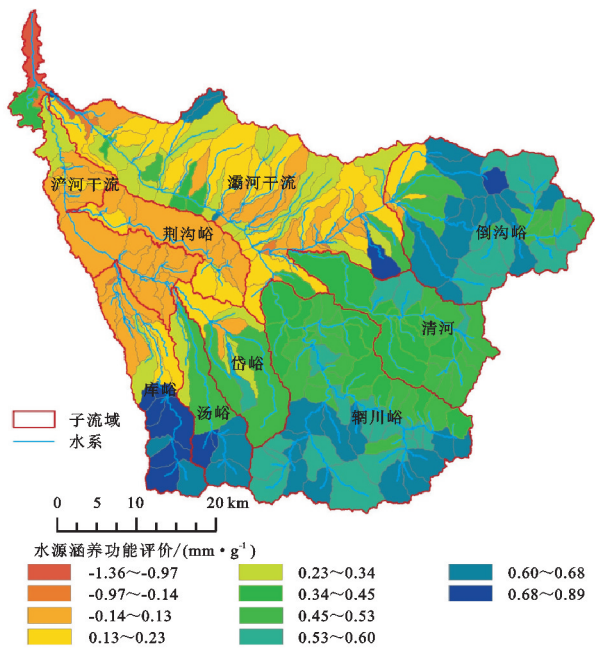 浐河干流
灞河干流
荆沟峪
倒沟峪
清河
岱峪
库峪
汤峪
辋川峪
子流域
水系
0 5 10 20 km
水源涵养功能评价/(mm·g⁻¹)
-1.36～-0.97
-0.97～-0.14
-0.14～0.13
0.13～0.23
0.23～0.34
0.34～0.45
0.45～0.53
0.53～0.60
0.60～0.68
0.68～0.89